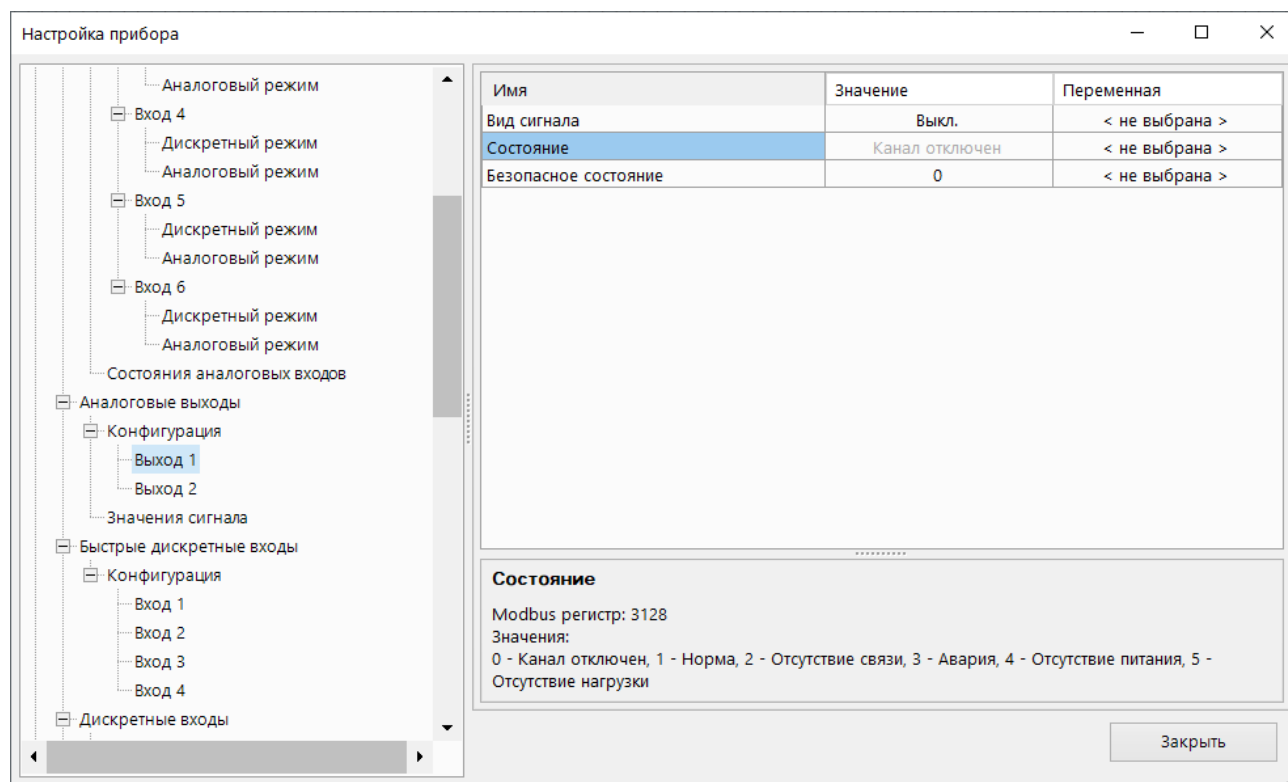 Настройка прибора
Аналоговый режим
Вход 4
Дискретный режим
Аналоговый режим
Вход 5
Дискретный режим
Аналоговый режим
Вход 6
Дискретный режим
Аналоговый режим
Состояния аналоговых входов
Аналоговые выходы
Конфигурация
Выход 1
Выход 2
Значения сигнала
Быстрые дискретные входы
Конфигурация
Вход 1
Вход 2
Вход 3
Вход 4
Дискретные входы
Имя Значение Переменная
Вид сигнала Выкл. < не выбрана >
Состояние Канал отключен < не выбрана >
Безопасное состояние 0 < не выбрана >
Состояние
Modbus регистр: 3128
Значения:
0 - Канал отключен, 1 - Норма, 2 - Отсутствие связи, 3 - Авария, 4 - Отсутствие питания, 5 -
Отсутствие нагрузки
Закрыть